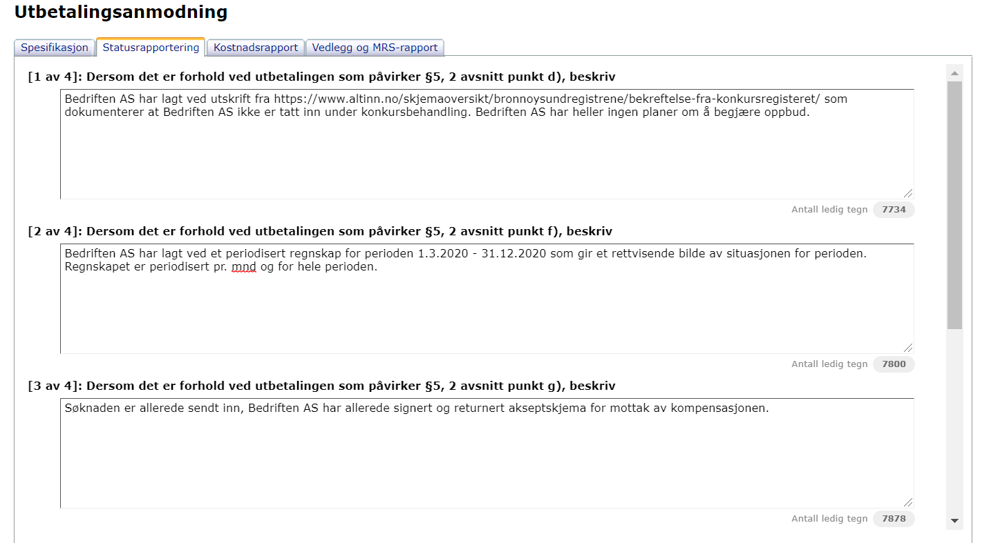 Utbetalingsanmodning
Spesifikasjon Statusrapportering Kostnadsrapport Vedlegg og MRS-rapport
[1 av 4]: Dersom det er forhold ved utbetalingen som påvirker §5, 2 avsnitt punkt d), beskriv
Bedriften AS har lagt ved utskrift fra https://www.altinn.no/skjemaoversikt/bronnoysundregistrene/bekreftelse-fra-konkursregisteret/ som
dokumenterer at Bedriften AS ikke er tatt inn under konkursbehandling. Bedriften AS har heller ingen planer om å begjære oppbud.
Antall ledig tegn 7734
[2 av 4]: Dersom det er forhold ved utbetalingen som påvirker §5, 2 avsnitt punkt f), beskriv
Bedriften AS har lagt ved et periodisert regnskap for perioden 1.3.2020 - 31.12.2020 som gir et rettvisende bilde av situasjonen for perioden.
Regnskapet er periodisert pr. mnd og for hele perioden.
Antall ledig tegn 7800
[3 av 4]: Dersom det er forhold ved utbetalingen som påvirker §5, 2 avsnitt punkt g), beskriv
Søknaden er allerede sendt inn, Bedriften AS har allerede signert og returnert akseptskjema for mottak av kompensasjonen.
Antall ledig tegn 7878